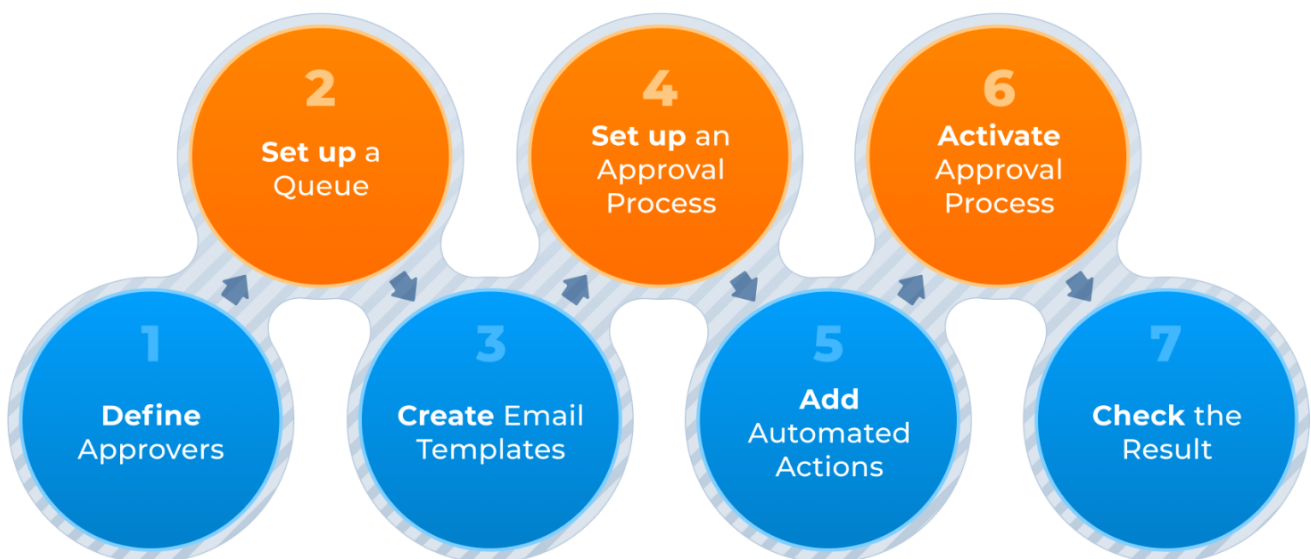 1
Define
Approvers
2
Set up a
Queue
3
Create Email
Templates
4
Set up an
Approval
Process
5
Add
Automated
Actions
6
Activate
Approval
Process
7
Check the
Result